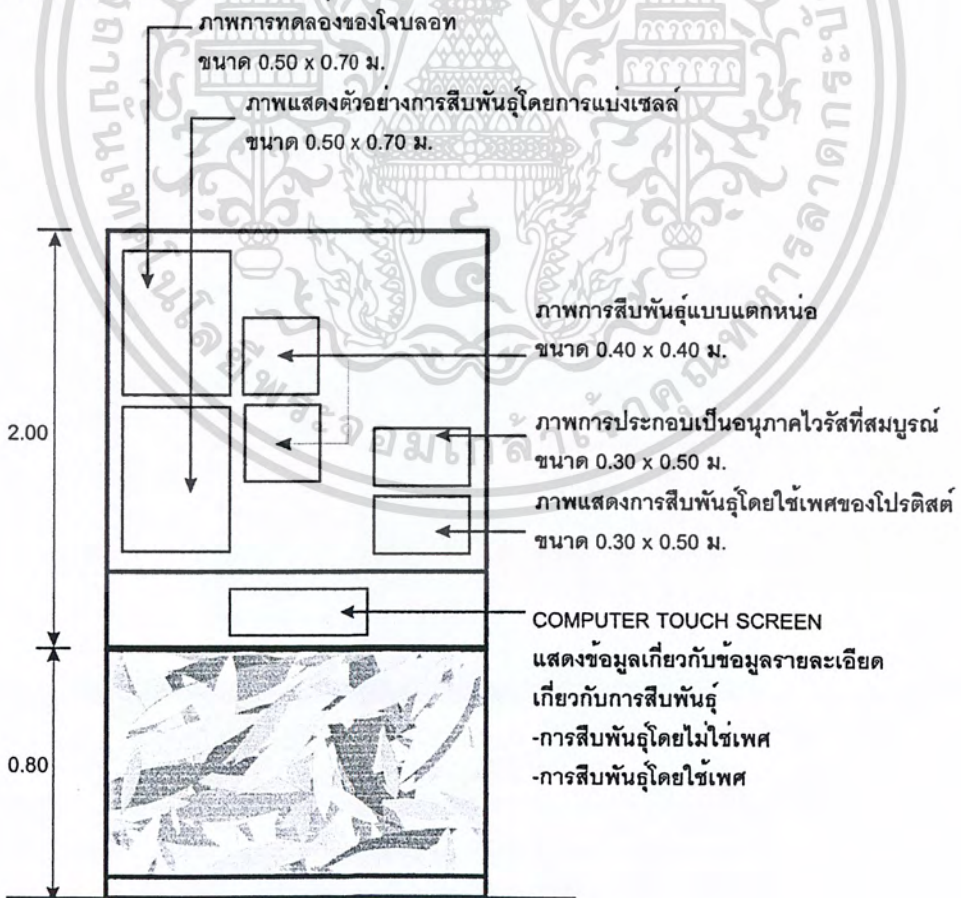 ภาพการทดลองของโจบลอท
ขนาด 0.50 x 0.70 ม.
ภาพแสดงตัวอย่างการสืบพันธุ์โดยการแบ่งเซลล์
ขนาด 0.50 x 0.70 ม.
ภาพการสืบพันธุ์แบบแตกหน่อ
ขนาด 0.40 x 0.40 ม.
2.00
ภาพการประกอบเป็นอนุภาคไวรัสที่สมบูรณ์
ขนาด 0.30 x 0.50 ม.
ภาพแสดงการสืบพันธุ์โดยใช้เพศของโปรติสต์
ขนาด 0.30 x 0.50 ม.
COMPUTER TOUCH SCREEN
แสดงข้อมูลเกี่ยวกับข้อมูลรายละเอียด
เกี่ยวกับการสืบพันธุ์
-การสืบพันธุ์โดยไม่ใช่เพศ
-การสืบพันธุ์โดยใช้เพศ
0.80